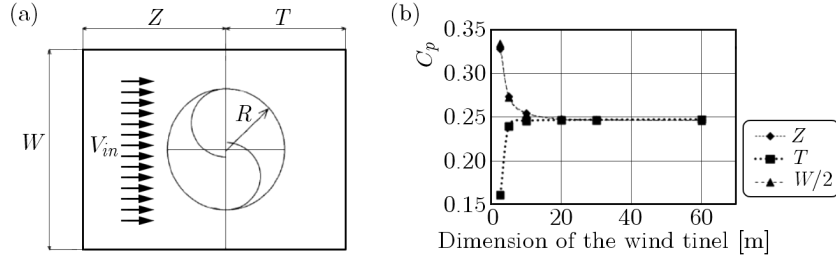 (a)
Z
T
W
V_in
R
(b)
C_p
0.35
0.30
0.25
0.20
0.15
0
20
40
60
Dimension of the wind tinel [m]
Z
T
W/2